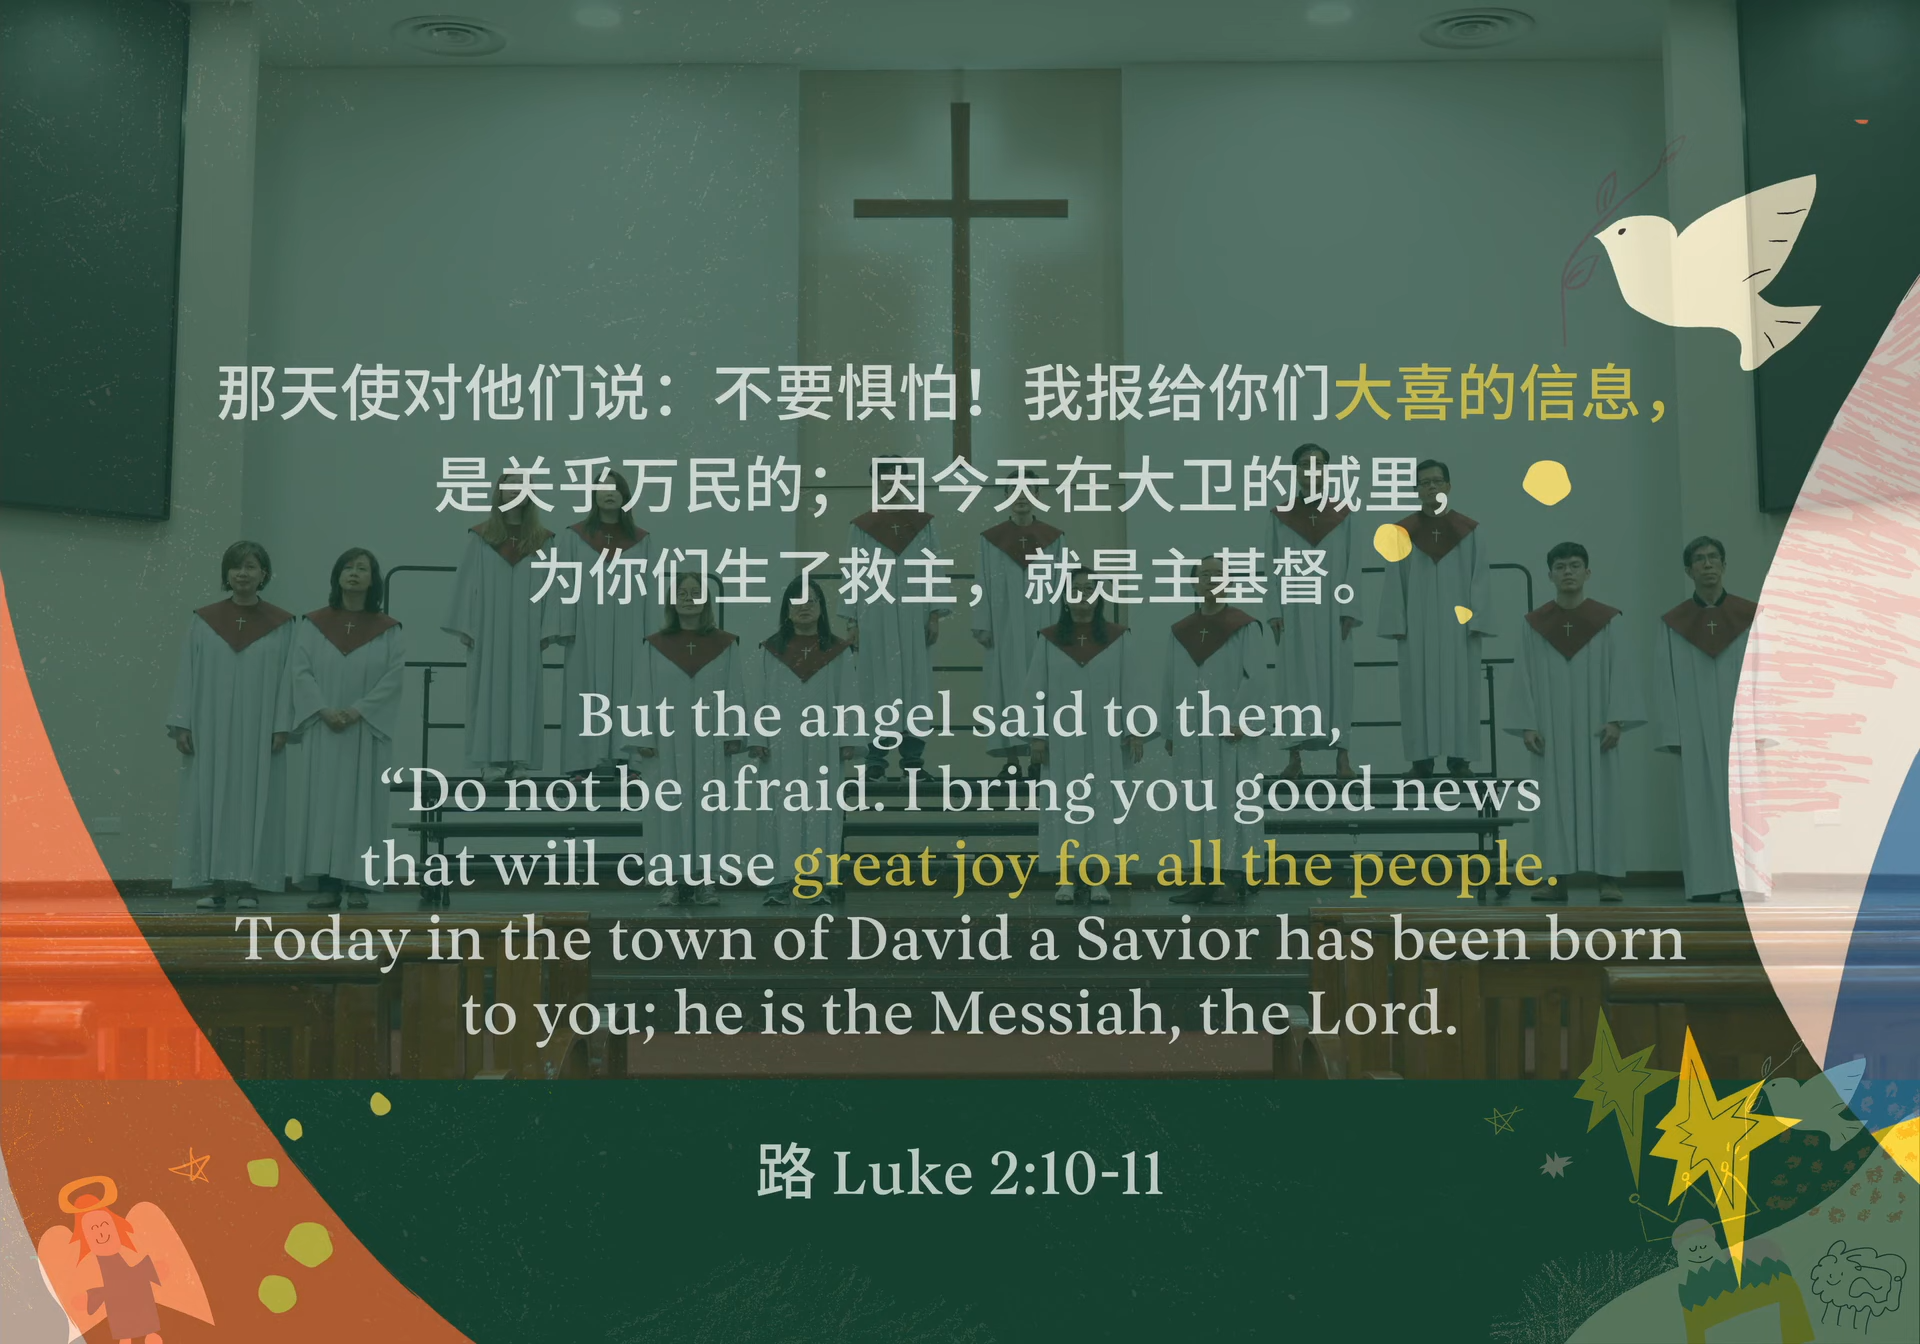 那天使对他们说：不要惧怕！我报给你们大喜的信息，
是关乎万民的；因今天在大卫的城里，
为你们生了救主，就是主基督。
But the angel said to them,
“Do not be afraid. I bring you good news
that will cause great joy for all the people.
Today in the town of David a Savior has been born
to you; he is the Messiah, the Lord.
路 Luke 2:10-11